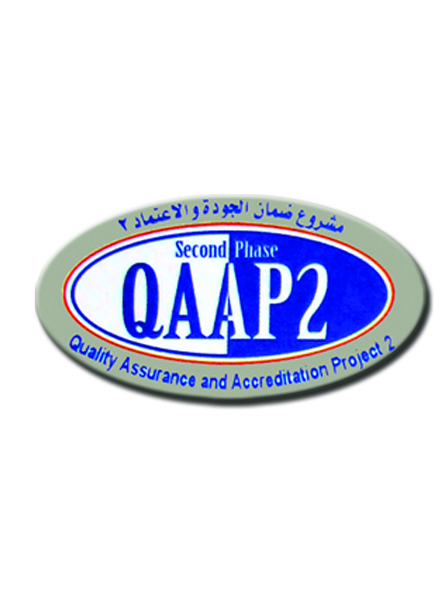 مشروع ضمان الجودة والاعتماد ٢
Second Phase
QAAP2
Quality Assurance and Accreditation Project 2